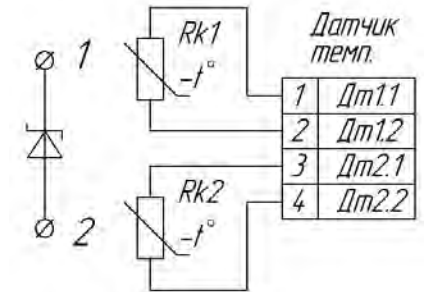 1
2
Rk1
-t°
Rk2
-t°
Датчик
темп.
1 Дт1.1
2 Дт1.2
3 Дт2.1
4 Дт2.2